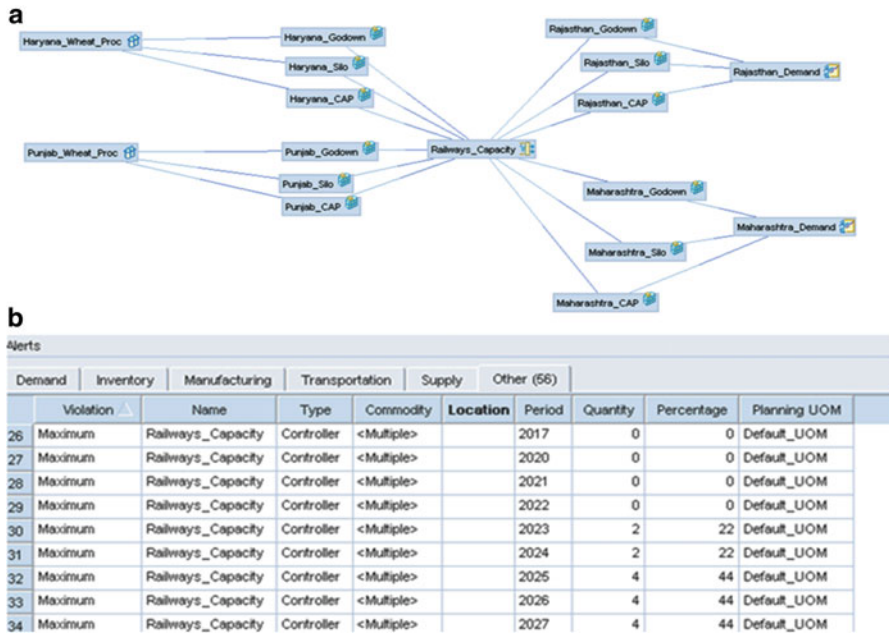 a
Haryana_Wheat_Proc
Haryana_Godown
Haryana_Silo
Haryana_CAP
Punjab_Wheat_Proc
Punjab_Godown
Punjab_Silo
Punjab_CAP
Railways_Capacity
Rajasthan_Godown
Rajasthan_Silo
Rajasthan_CAP
Rajasthan_Demand
Maharashtra_Godown
Maharashtra_Silo
Maharashtra_CAP
Maharashtra_Demand
b
Alerts
Demand Inventory Manufacturing Transportation Supply Other (56)
Violation Name Type Commodity Location Period Quantity Percentage Planning UOM
26 Maximum Railways_Capacity Controller <Multiple> 2017 0 0 Default_UOM
27 Maximum Railways_Capacity Controller <Multiple> 2020 0 0 Default_UOM
28 Maximum Railways_Capacity Controller <Multiple> 2021 0 0 Default_UOM
29 Maximum Railways_Capacity Controller <Multiple> 2022 0 0 Default_UOM
30 Maximum Railways_Capacity Controller <Multiple> 2023 2 22 Default_UOM
31 Maximum Railways_Capacity Controller <Multiple> 2024 2 22 Default_UOM
32 Maximum Railways_Capacity Controller <Multiple> 2025 4 44 Default_UOM
33 Maximum Railways_Capacity Controller <Multiple> 2026 4 44 Default_UOM
34 Maximum Railways_Capacity Controller <Multiple> 2027 4 44 Default_UOM